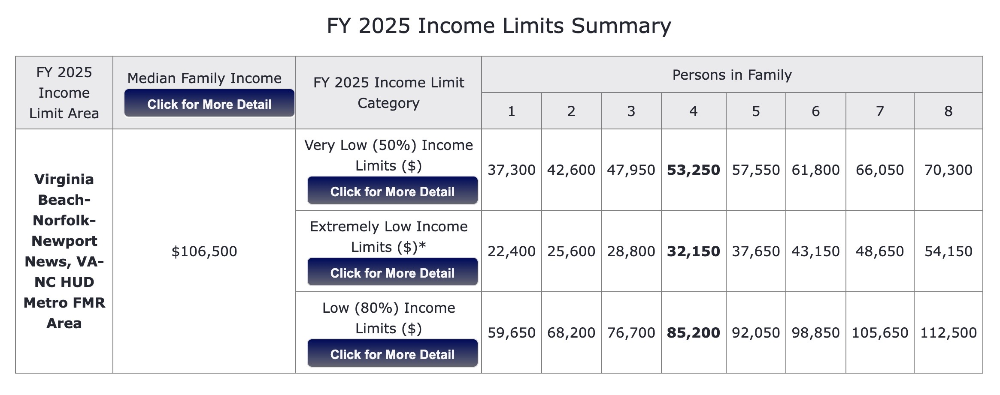 FY 2025 Income Limits Summary
FY 2025
Income
Limit Area
Median Family Income
Click for More Detail
FY 2025 Income Limit
Category
Persons in Family
1 2 3 4 5 6 7 8
Virginia
Beach-
Norfolk-
Newport
News, VA-
NC HUD
Metro FMR
Area
$106,500
Very Low (50%) Income
Limits ($)
Click for More Detail
37,300 42,600 47,950 53,250 57,550 61,800 66,050 70,300
Extremely Low Income
Limits ($)*
Click for More Detail
22,400 25,600 28,800 32,150 37,650 43,150 48,650 54,150
Low (80%) Income
Limits ($)
Click for More Detail
59,650 68,200 76,700 85,200 92,050 98,850 105,650 112,500